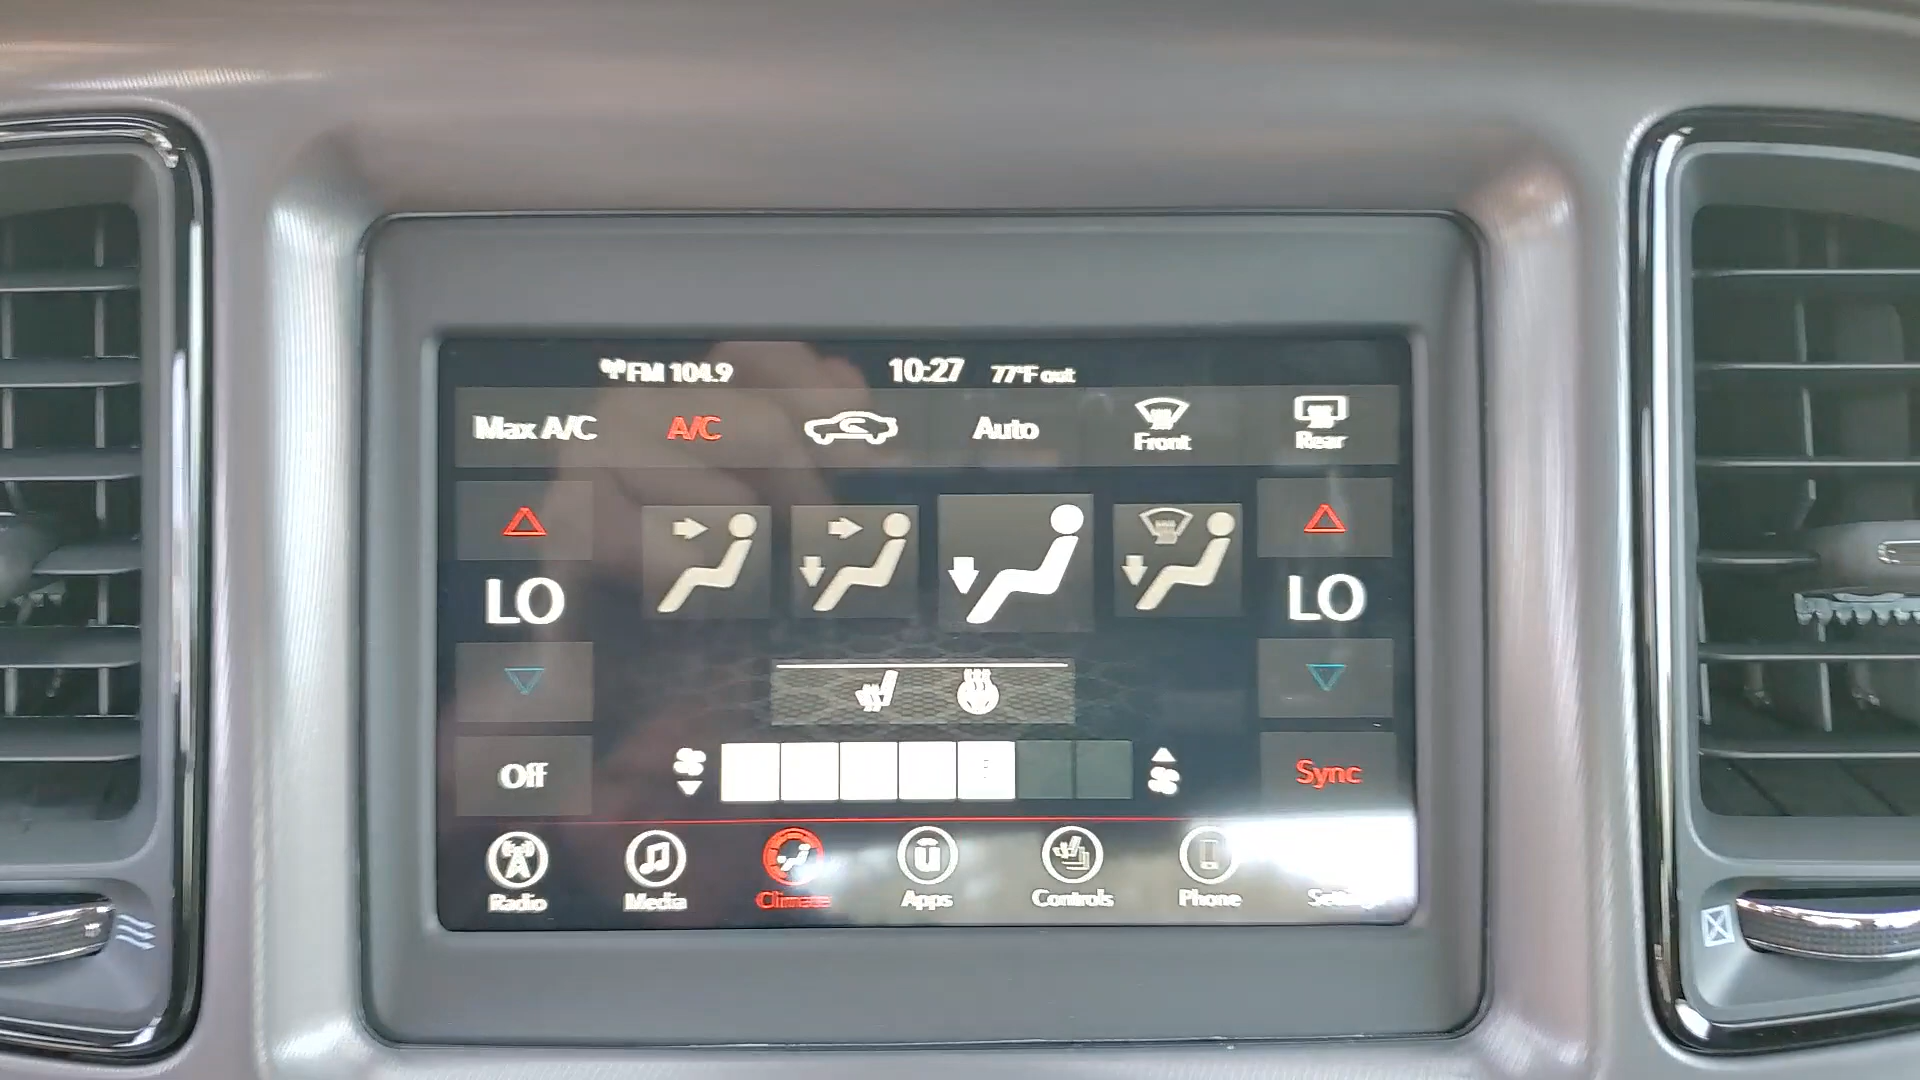 FM 104.9 10:27 77°F out
Max A/C A/C Auto Front Rear
LO LO
Off Sync
Radio Media Climate Apps Controls Phone